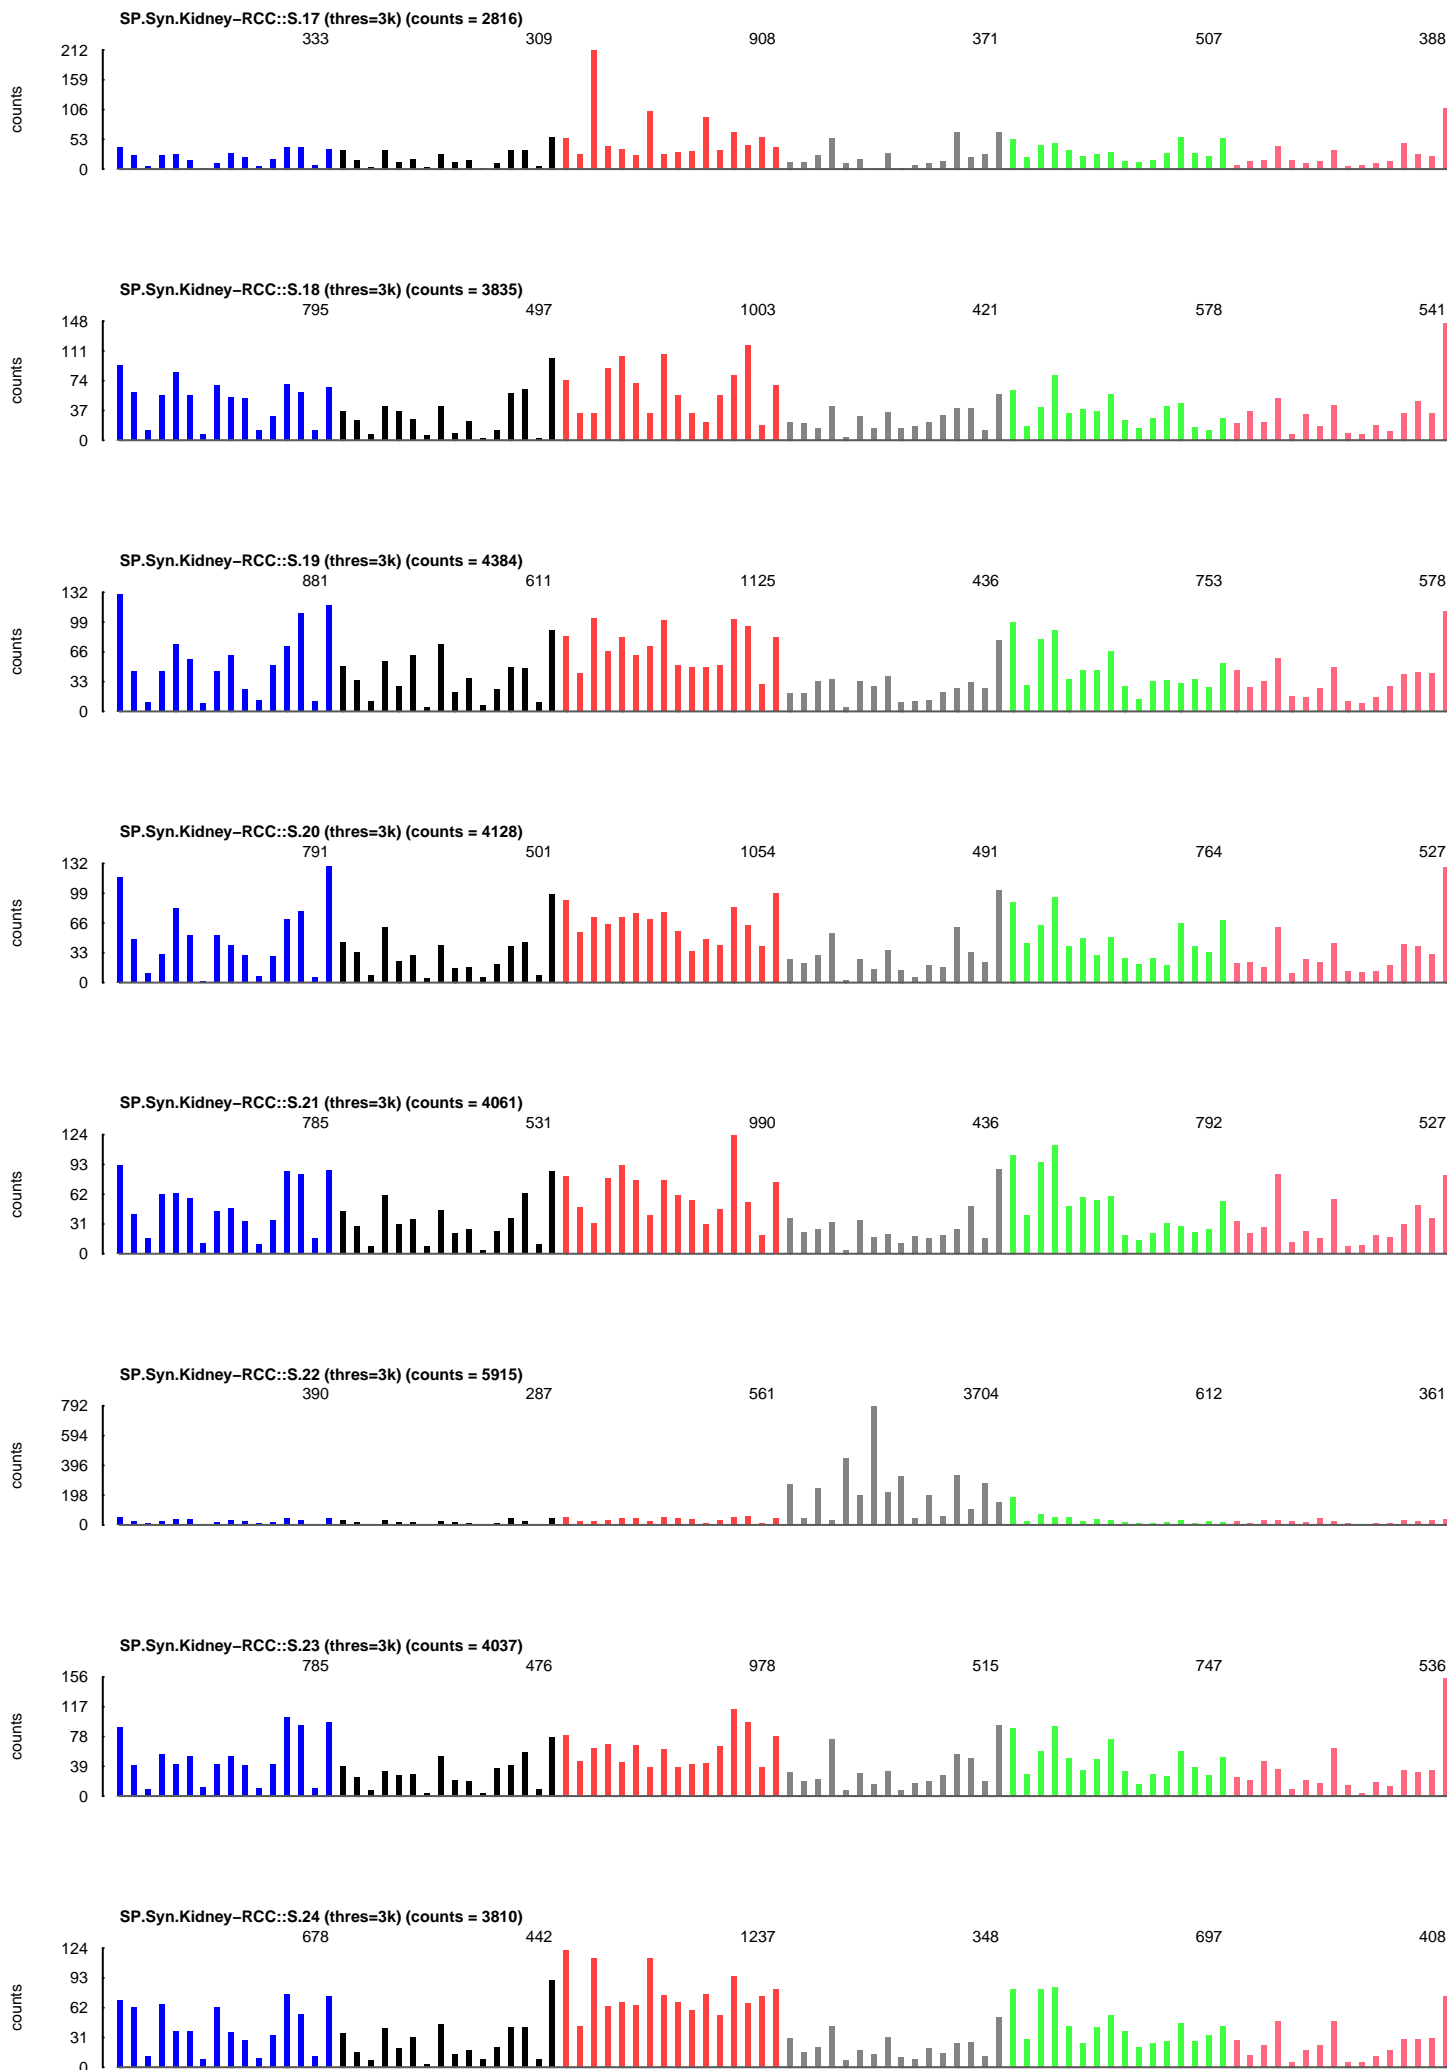 SP.Syn.Kidney−RCC::S.17 (thres=3k) (counts = 2816)
333 309 908 371 507 388
212
159
106
53
0
counts
SP.Syn.Kidney−RCC::S.18 (thres=3k) (counts = 3835)
795 497 1003 421 578 541
148
111
74
37
0
counts
SP.Syn.Kidney−RCC::S.19 (thres=3k) (counts = 4384)
881 611 1125 436 753 578
132
99
66
33
0
counts
SP.Syn.Kidney−RCC::S.20 (thres=3k) (counts = 4128)
791 501 1054 491 764 527
132
99
66
33
0
counts
SP.Syn.Kidney−RCC::S.21 (thres=3k) (counts = 4061)
785 531 990 436 792 527
124
93
62
31
0
counts
SP.Syn.Kidney−RCC::S.22 (thres=3k) (counts = 5915)
390 287 561 3704 612 361
792
594
396
198
0
counts
SP.Syn.Kidney−RCC::S.23 (thres=3k) (counts = 4037)
785 476 978 515 747 536
156
117
78
39
0
counts
SP.Syn.Kidney−RCC::S.24 (thres=3k) (counts = 3810)
678 442 1237 348 697 408
124
93
62
31
0
counts